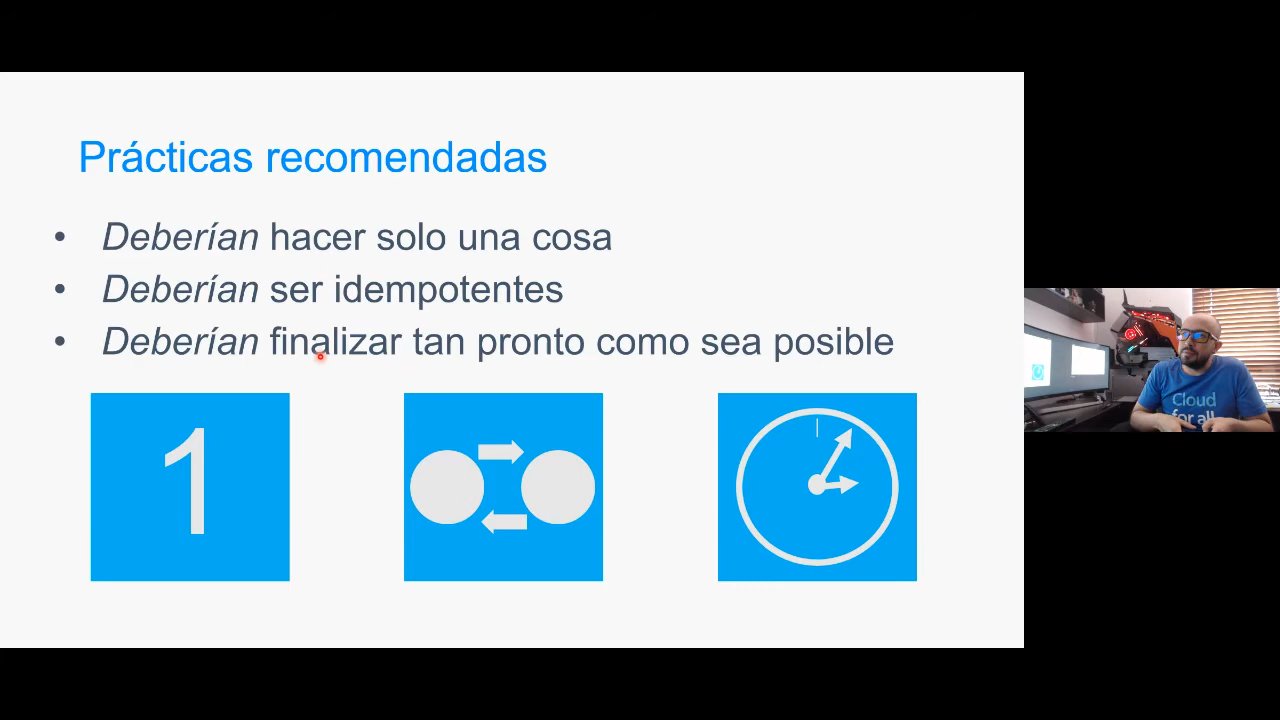 Prácticas recomendadas
• Deberían hacer solo una cosa
• Deberían ser idempotentes
• Deberían finalizar tan pronto como sea posible
1
Cloud
for all